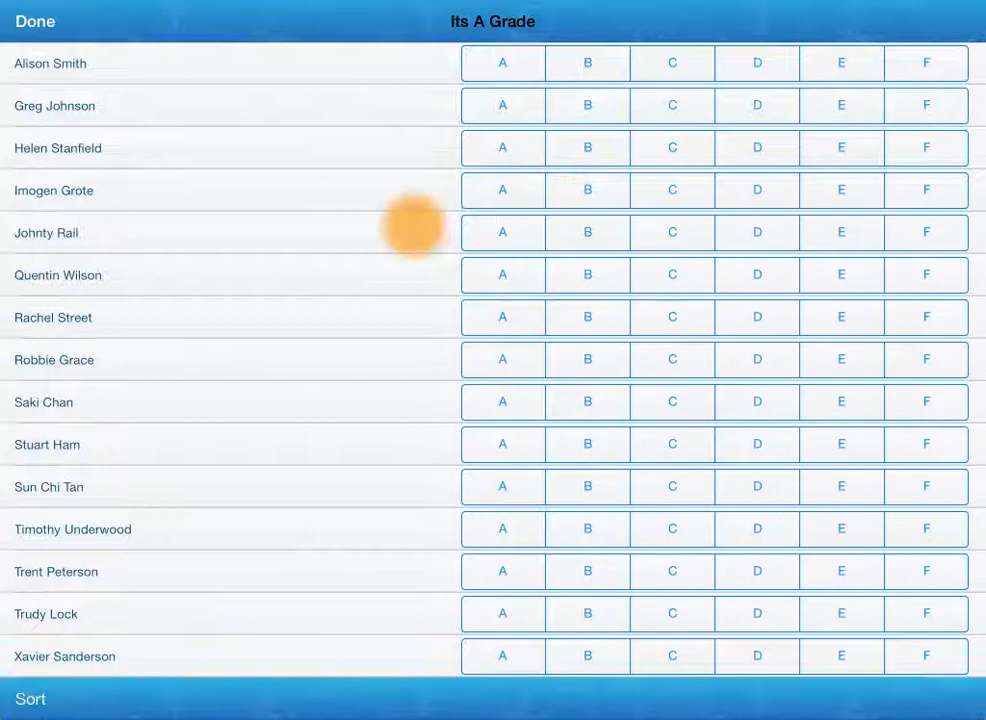 Done Its A Grade
Alison Smith A B C D E F
Greg Johnson A B C D E F
Helen Stanfield A B C D E F
Imogen Grote A B C D E F
Johnty Rail A B C D E F
Quentin Wilson A B C D E F
Rachel Street A B C D E F
Robbie Grace A B C D E F
Saki Chan A B C D E F
Stuart Ham A B C D E F
Sun Chi Tan A B C D E F
Timothy Underwood A B C D E F
Trent Peterson A B C D E F
Trudy Lock A B C D E F
Xavier Sanderson A B C D E F
Sort